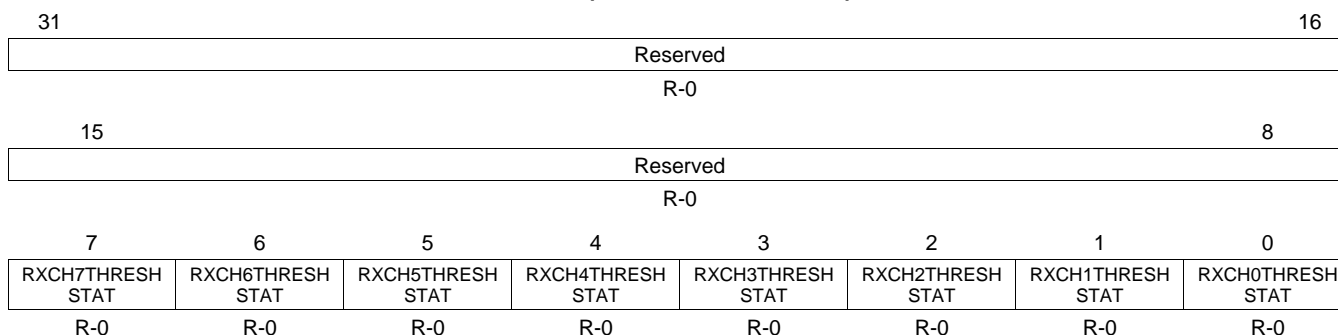 31 16
Reserved
R-0
15 8
Reserved
R-0
7 6 5 4 3 2 1 0
RXCH7THRESH RXCH6THRESH RXCH5THRESH RXCH4THRESH RXCH3THRESH RXCH2THRESH RXCH1THRESH RXCH0THRESH
STAT STAT STAT STAT STAT STAT STAT STAT
R-0 R-0 R-0 R-0 R-0 R-0 R-0 R-0